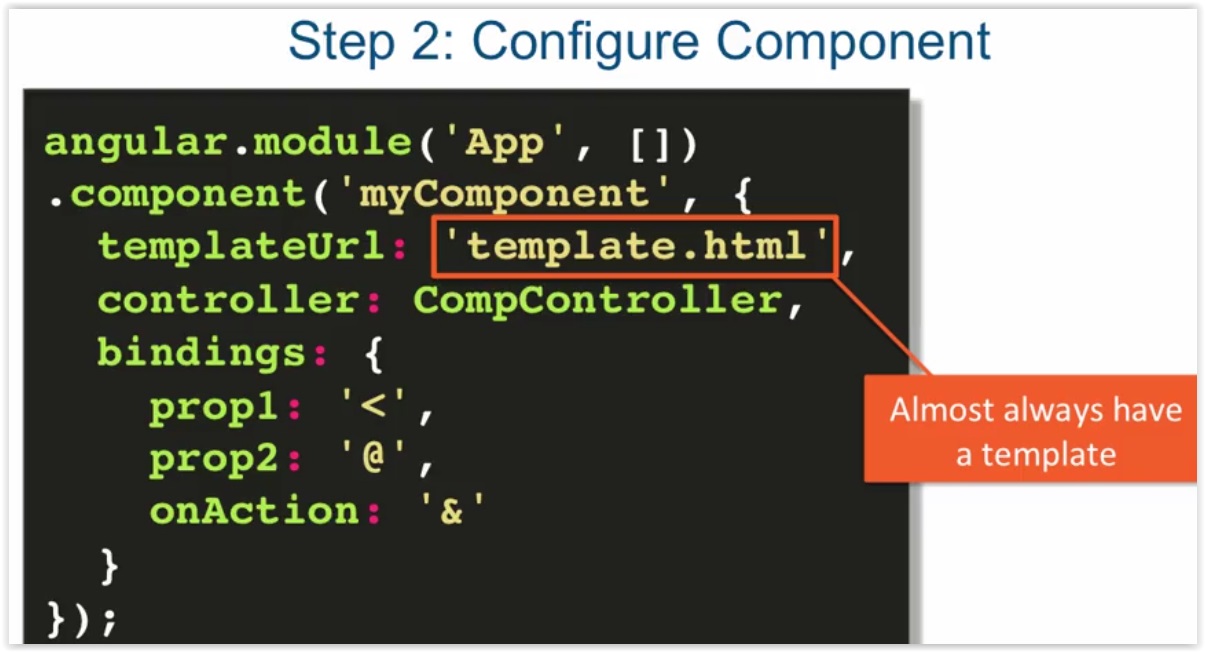 Step 2: Configure Component
angular.module('App', [])
.component('myComponent', {
templateUrl: 'template.html',
controller: CompController,
bindings: {
prop1: '<',
prop2: '@',
onAction: '&'
}
});
Almost always have
a template